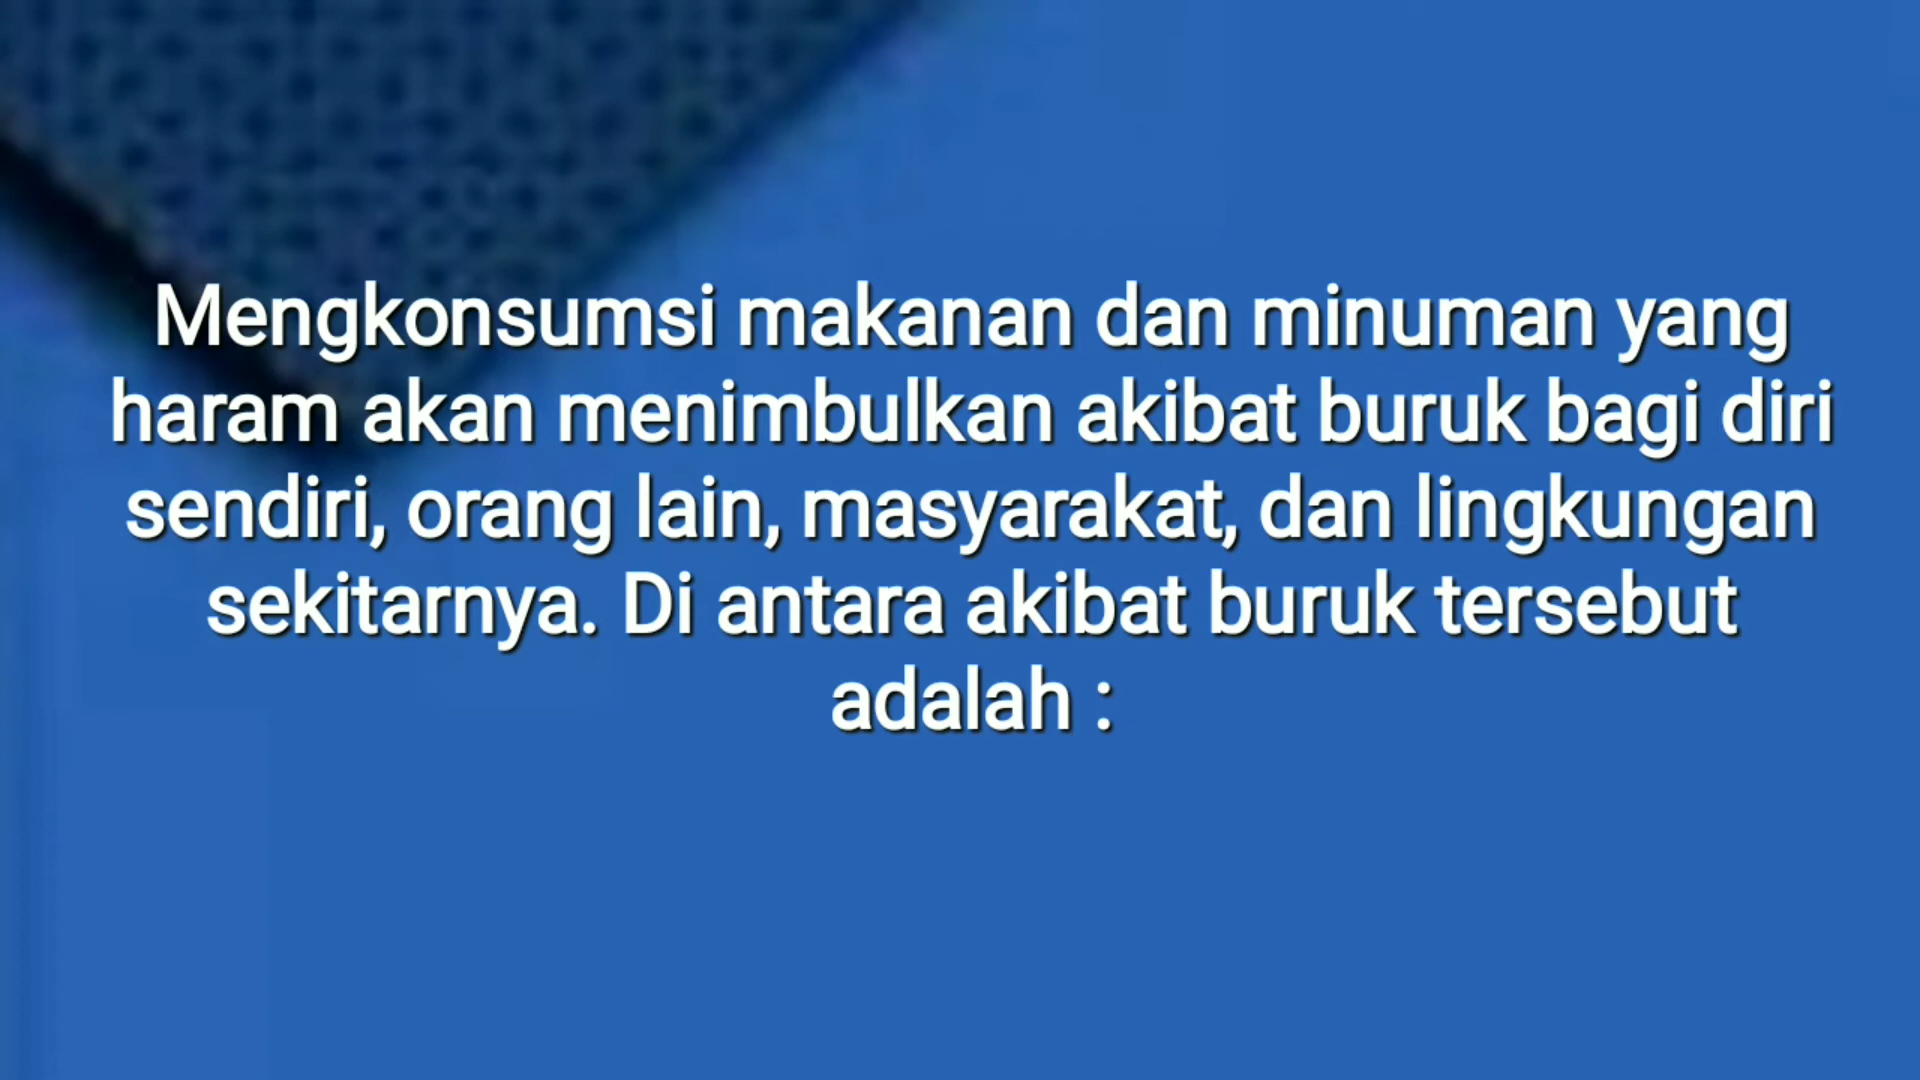 Mengkonsumsi makanan dan minuman yang
haram akan menimbulkan akibat buruk bagi diri
sendiri, orang lain, masyarakat, dan lingkungan
sekitarnya. Di antara akibat buruk tersebut
adalah :